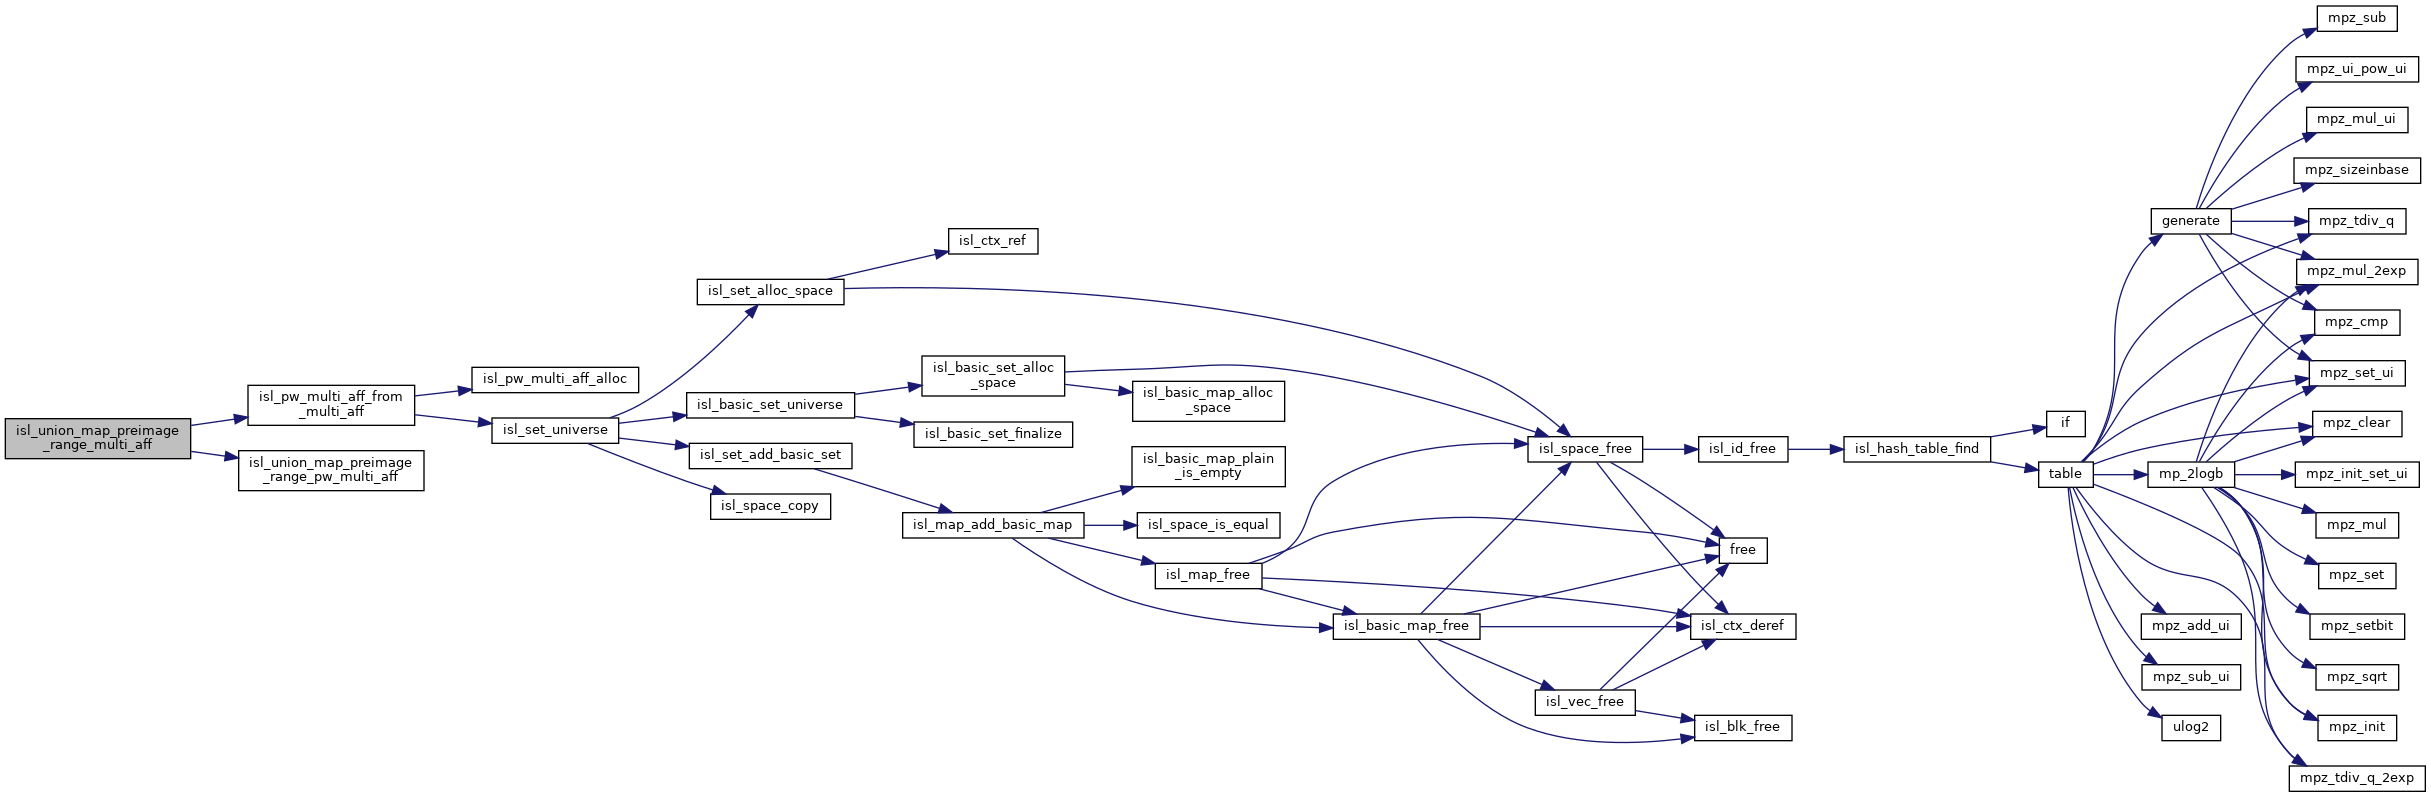 isl_union_map_preimage
_range_multi_aff
isl_pw_multi_aff_from
_multi_aff
isl_union_map_preimage
_range_pw_multi_aff
isl_pw_multi_aff_alloc
isl_set_universe
isl_set_alloc_space
isl_basic_set_universe
isl_set_add_basic_set
isl_space_copy
isl_ctx_ref
isl_basic_set_alloc
_space
isl_basic_set_finalize
isl_map_add_basic_map
isl_basic_map_alloc
_space
isl_basic_map_plain
_is_empty
isl_space_is_equal
isl_map_free
isl_basic_map_free
isl_space_free
isl_vec_free
isl_id_free
free
isl_ctx_deref
isl_blk_free
isl_hash_table_find
if
table
generate
mp_2logb
mpz_add_ui
mpz_sub_ui
ulog2
mpz_sub
mpz_ui_pow_ui
mpz_mul_ui
mpz_sizeinbase
mpz_tdiv_q
mpz_mul_2exp
mpz_cmp
mpz_set_ui
mpz_clear
mpz_init_set_ui
mpz_mul
mpz_set
mpz_setbit
mpz_sqrt
mpz_init
mpz_tdiv_q_2exp